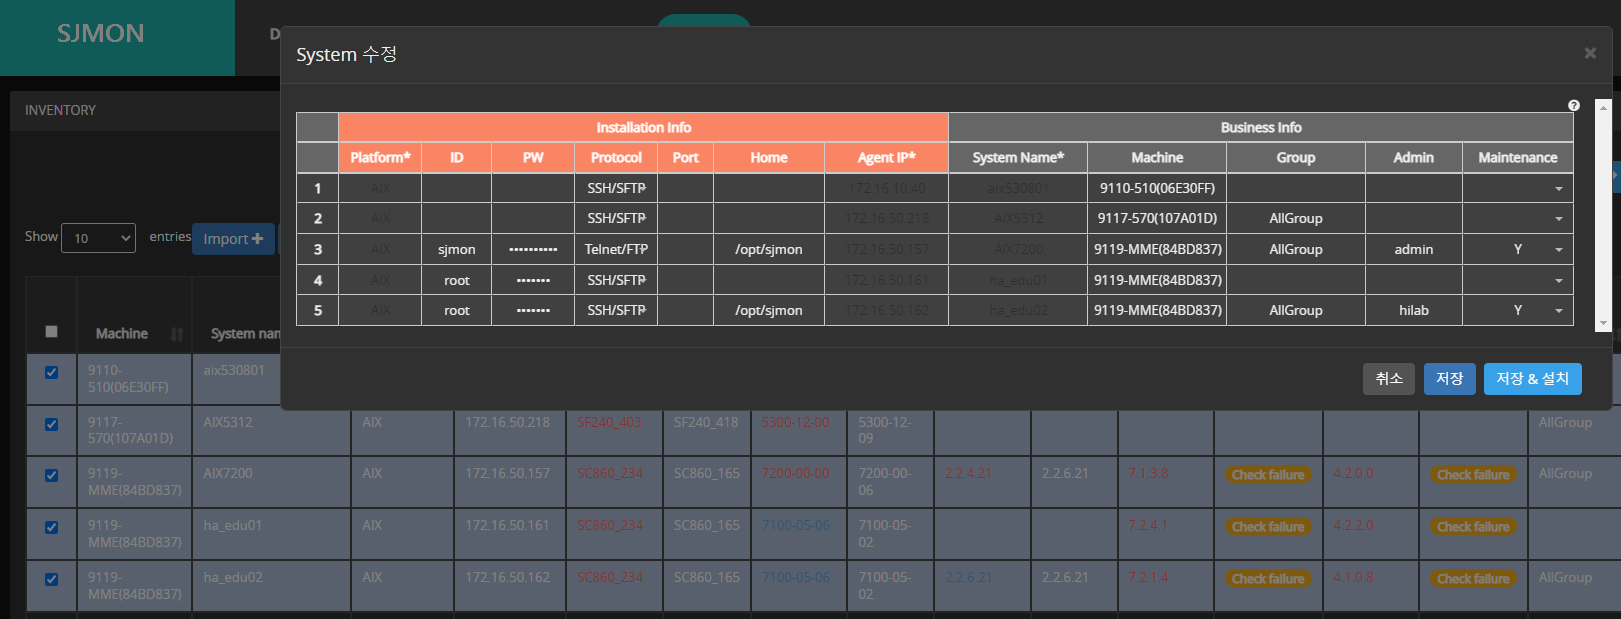 SJMON
D
System 수정
×
INVENTORY
?
Installation Info Business Info
Platform* ID PW Protocol Port Home Agent IP* System Name* Machine Group Admin Maintenance
1 AIX SSH/SFTP 172.16.10.40 aix530801 9110-510(06E30FF)
2 AIX SSH/SFTP 172.16.50.218 AIX5312 9117-570(107A01D) AllGroup
3 AIX sjmon •••••••••• Telnet/FTP /opt/sjmon 172.16.50.157 AIX7200 9119-MME(84BD837) AllGroup admin Y
4 AIX root ••••••• SSH/SFTP 172.16.50.161 ha_edu01 9119-MME(84BD837)
5 AIX root ••••••• SSH/SFTP /opt/sjmon 172.16.50.162 ha_edu02 9119-MME(84BD837) AllGroup hilab Y
Show 10 entries Import +
취소 저장 저장 & 설치
Machine System nam
9110-510(06E30FF) aix530801
9117-570(107A01D) AIX5312 AIX 172.16.50.218 SF240_403 SF240_418 5300-12-00 5300-12-09 AllGroup
9119-MME(84BD837) AIX7200 AIX 172.16.50.157 SC860_234 SC860_165 7200-00-00 7200-00-06 2.2.4.21 2.2.6.21 7.1.3.8 Check failure 4.2.0.0 Check failure AllGroup
9119-MME(84BD837) ha_edu01 AIX 172.16.50.161 SC860_234 SC860_165 7100-05-06 7100-05-02 7.2.4.1 Check failure 4.2.2.0 Check failure
9119-MME(84BD837) ha_edu02 AIX 172.16.50.162 SC860_234 SC860_165 7100-05-06 7100-05-02 2.2.6.21 2.2.6.21 7.2.1.4 Check failure 4.1.0.8 Check failure AllGroup